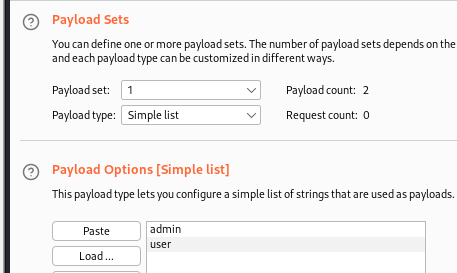 Payload Sets
You can define one or more payload sets. The number of payload sets depends on the
and each payload type can be customized in different ways.
Payload set: 1 Payload count: 2
Payload type: Simple list Request count: 0
Payload Options [Simple list]
This payload type lets you configure a simple list of strings that are used as payloads.
Paste admin
user
Load ...